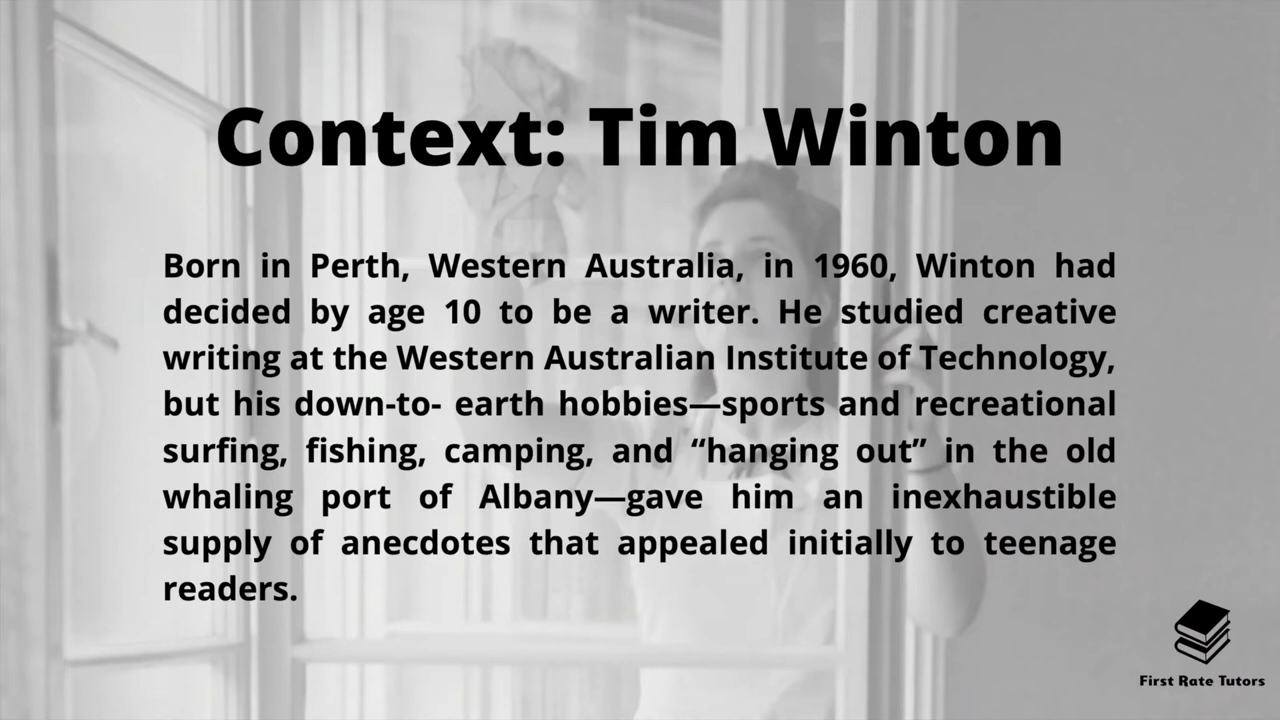 Context: Tim Winton
Born in Perth, Western Australia, in 1960, Winton had
decided by age 10 to be a writer. He studied creative
writing at the Western Australian Institute of Technology,
but his down-to- earth hobbies—sports and recreational
surfing, fishing, camping, and “hanging out” in the old
whaling port of Albany—gave him an inexhaustible
supply of anecdotes that appealed initially to teenage
readers.
First Rate Tutors